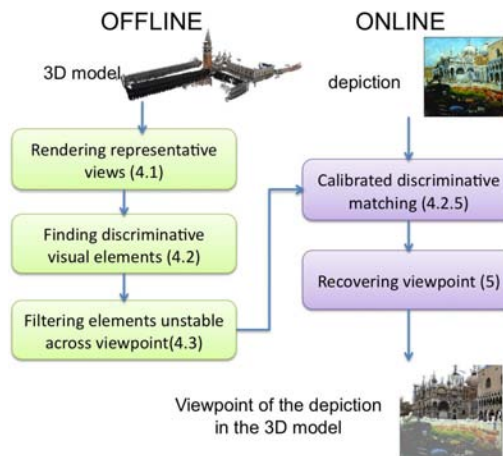 OFFLINE
3D model
Rendering representative
views (4.1)
Finding discriminative
visual elements (4.2)
Filtering elements unstable
across viewpoint(4.3)
ONLINE
depiction
Calibrated discriminative
matching (4.2.5)
Recovering viewpoint (5)
Viewpoint of the depiction
in the 3D model